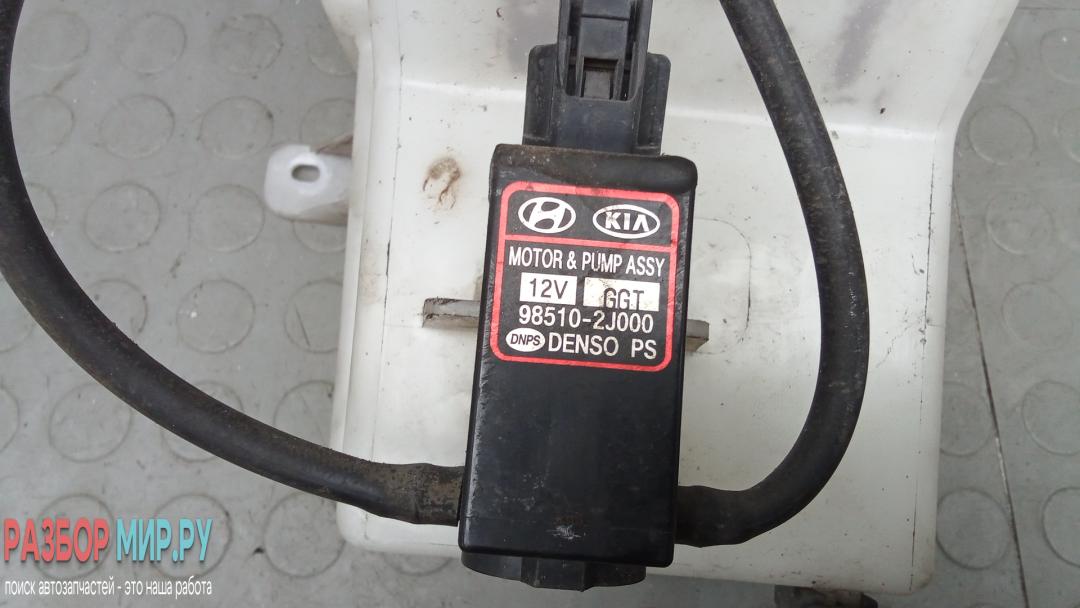 KIA
MOTOR & PUMP ASSY
12V GGT
98510-2J000
DNPS DENSO PS
РАЗБОР МИР.РУ
поиск автозапчастей - это наша работа